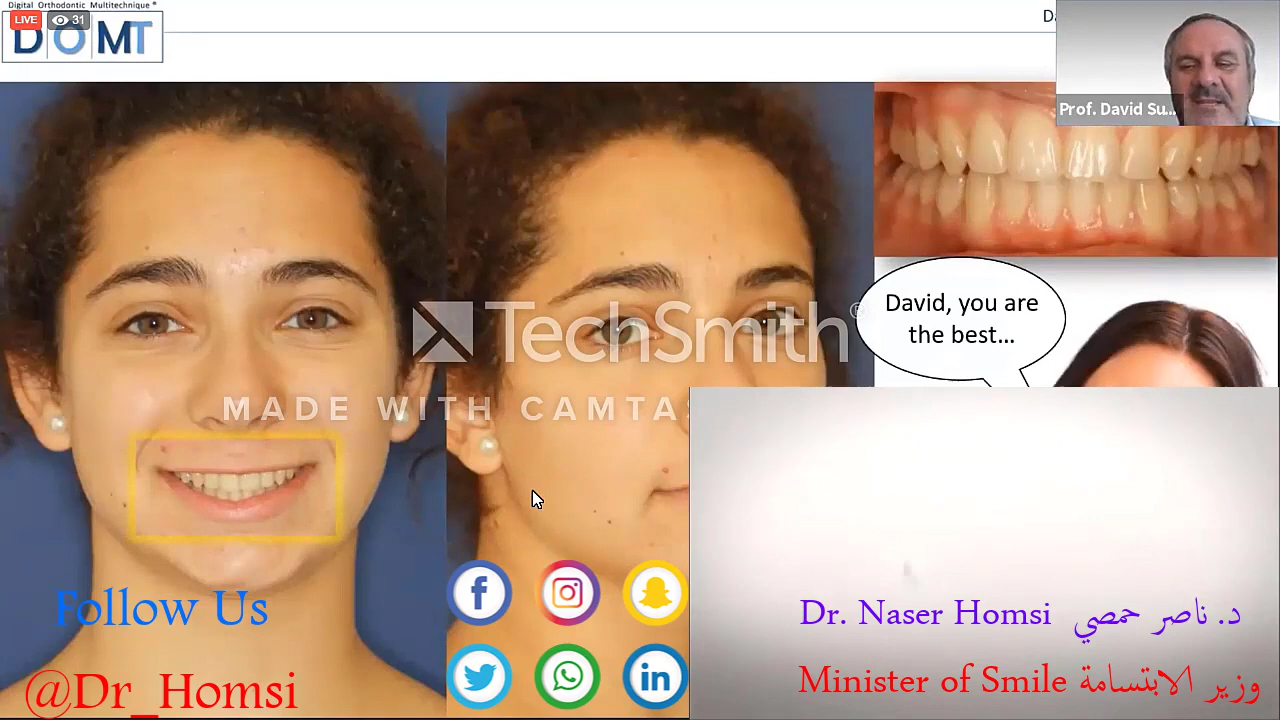 Digital Orthodontic Multitechnique®
LIVE 31
DOMT
Prof. David Su...
David, you are
the best...
TechSmith®
MADE WITH
Follow Us
@Dr_Homsi
Dr. Naser Homsi د. ناصر حمصي
Minister of Smile وزير الابتسامة